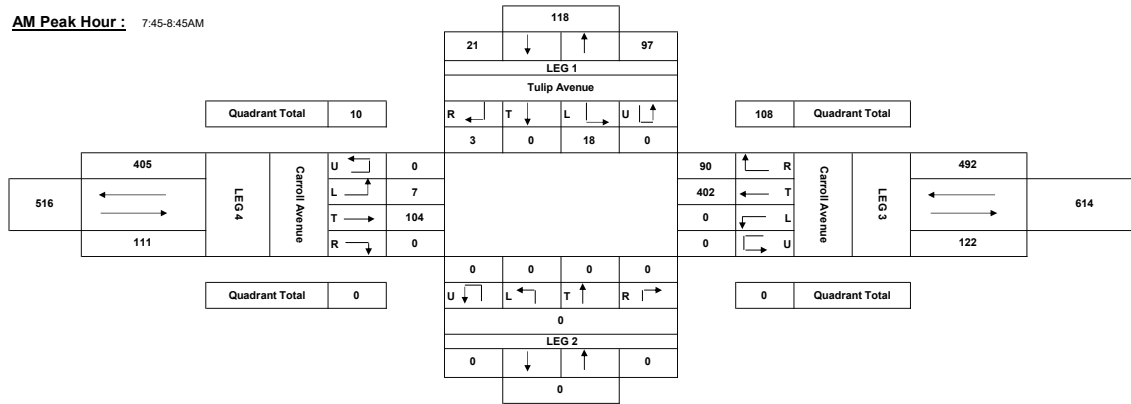 AM Peak Hour : 7:45-8:45AM
118
21 97
LEG 1
Tulip Avenue
Quadrant Total 10
R T L U
108 Quadrant Total
3 0 18 0
405
U 0
90 R
492
516
LEG 4
Carroll Avenue
L 7
402 T
Carroll Avenue
LEG 3
614
T 104
0 L
111
R 0
0 U
122
0 0 0 0
Quadrant Total 0
U L T R
0 Quadrant Total
0
LEG 2
0 0
0